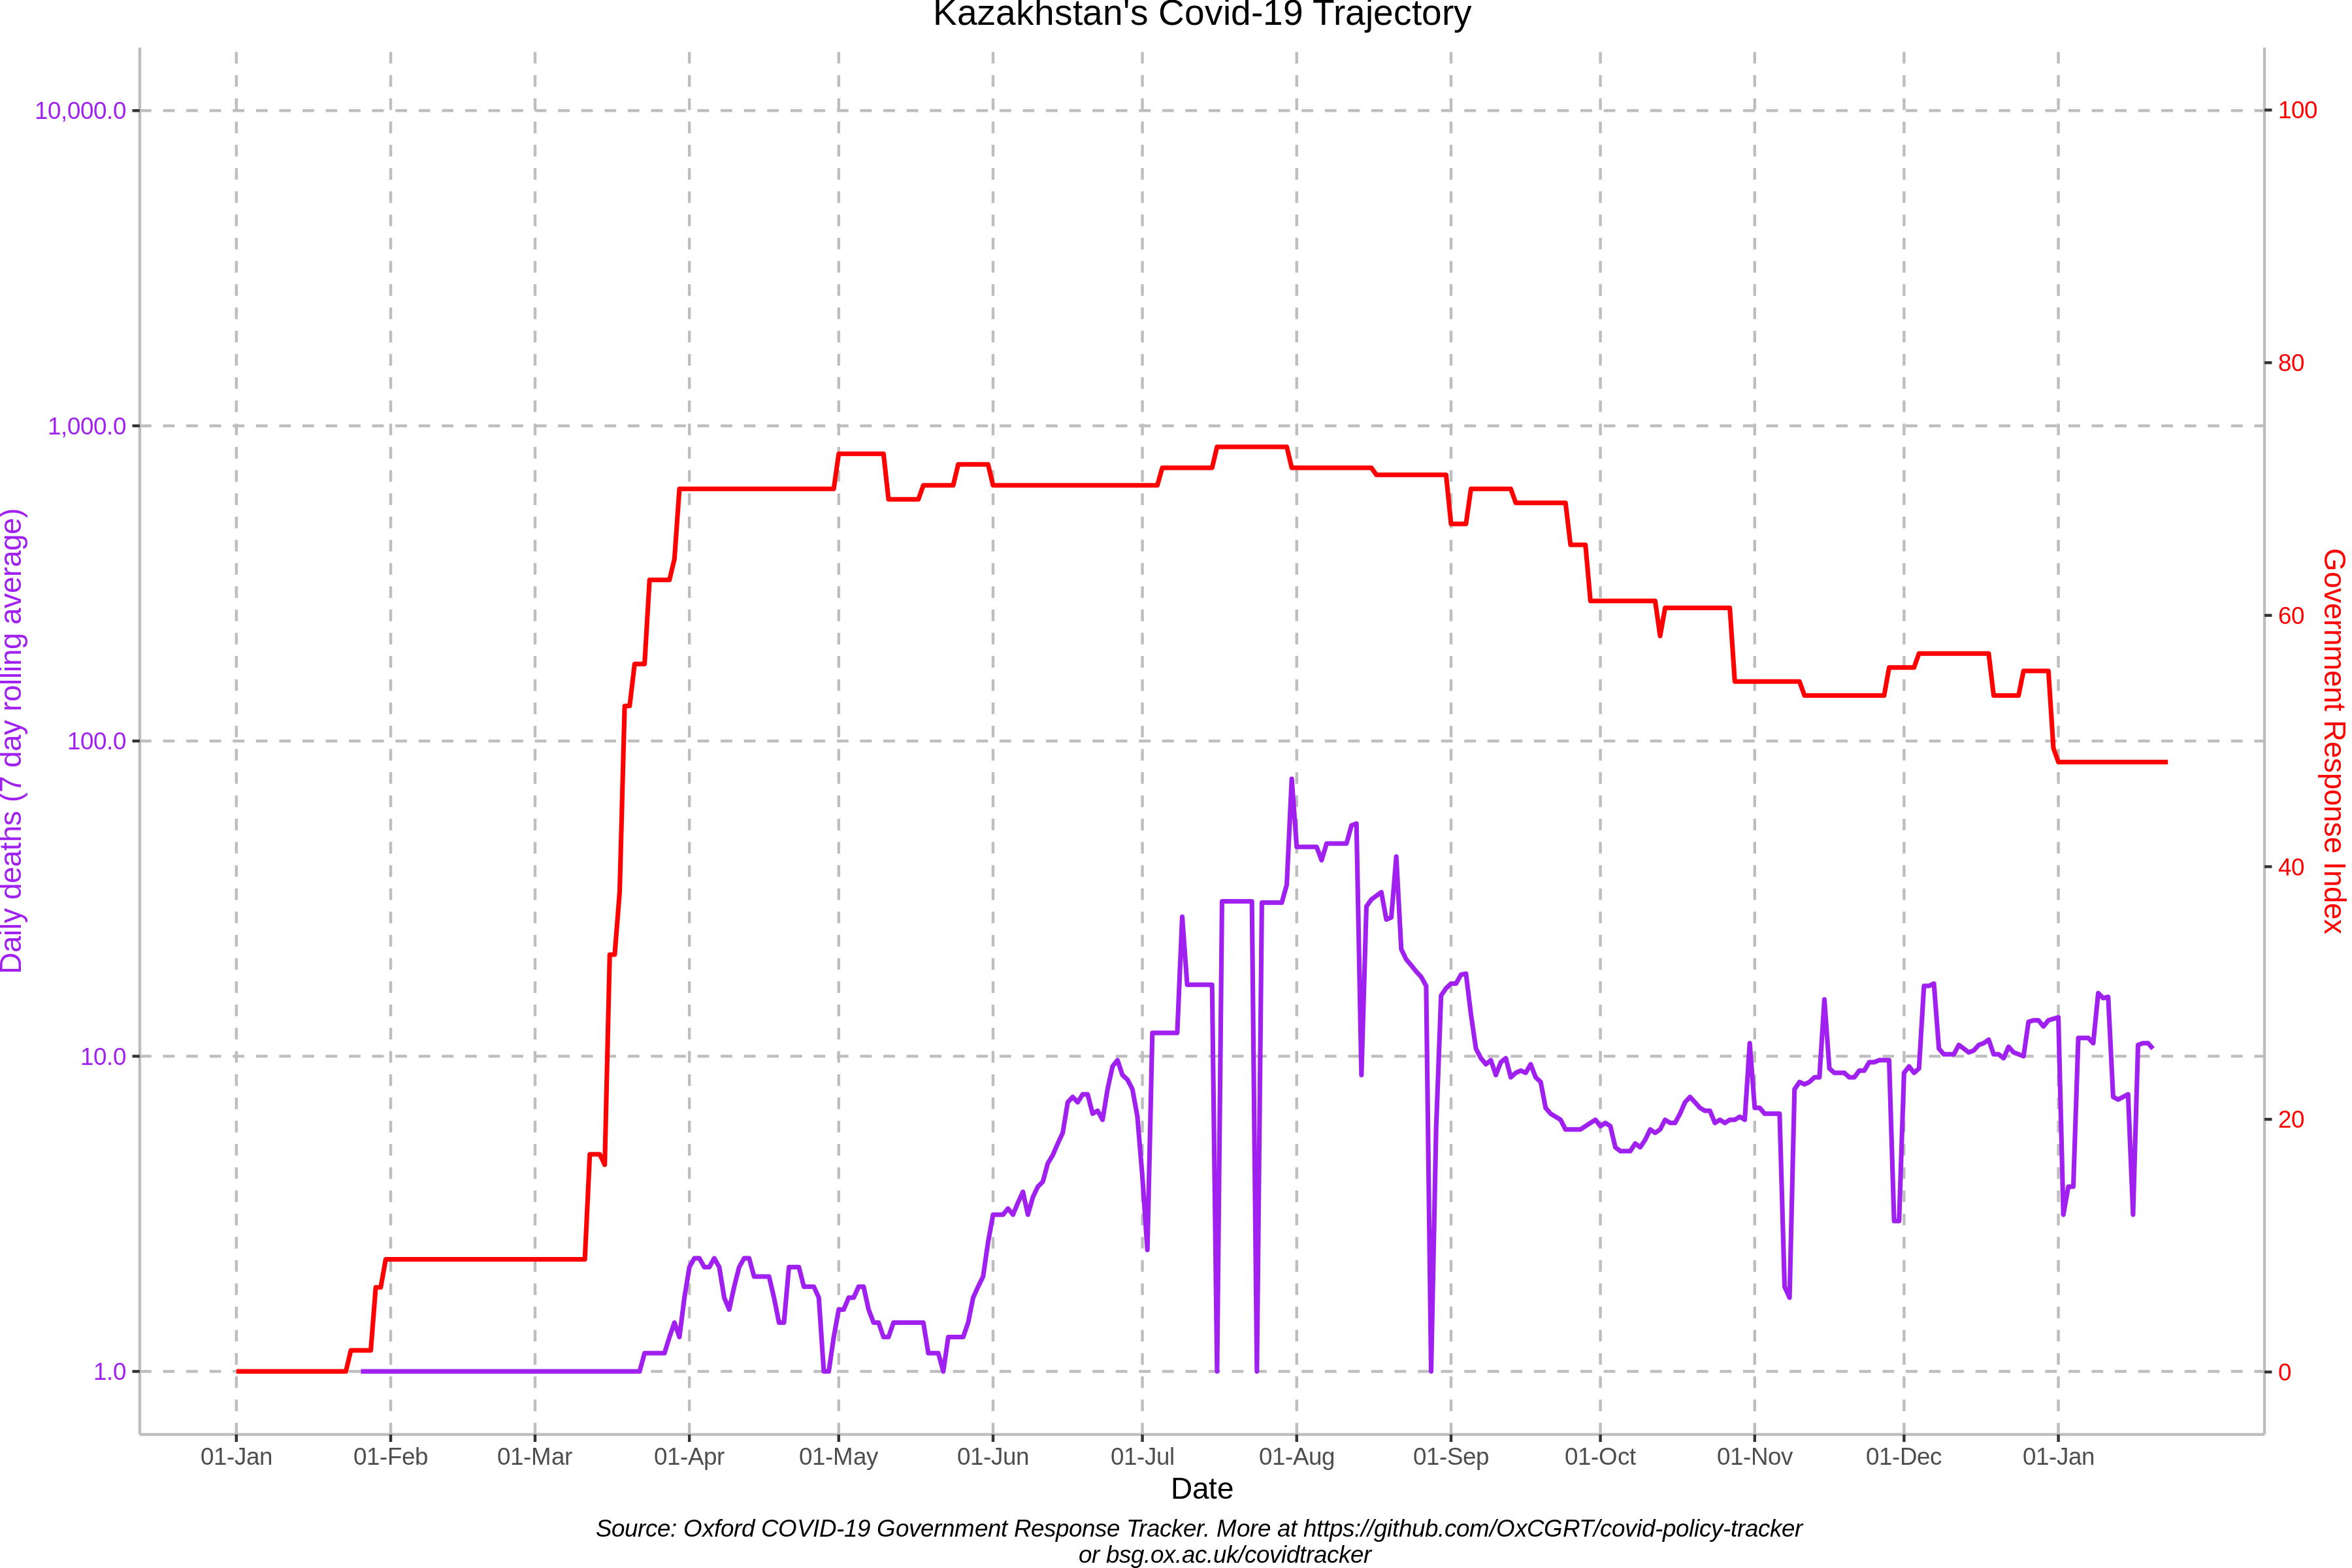 Kazakhstan's Covid-19 Trajectory
10,000.0
1,000.0
100.0
10.0
1.0
Daily deaths (7 day rolling average)
100
80
60
40
20
0
Government Response Index
01-Jan 01-Feb 01-Mar 01-Apr 01-May 01-Jun 01-Jul 01-Aug 01-Sep 01-Oct 01-Nov 01-Dec 01-Jan
Date
Source: Oxford COVID-19 Government Response Tracker. More at https://github.com/OxCGRT/covid-policy-tracker
or bsg.ox.ac.uk/covidtracker